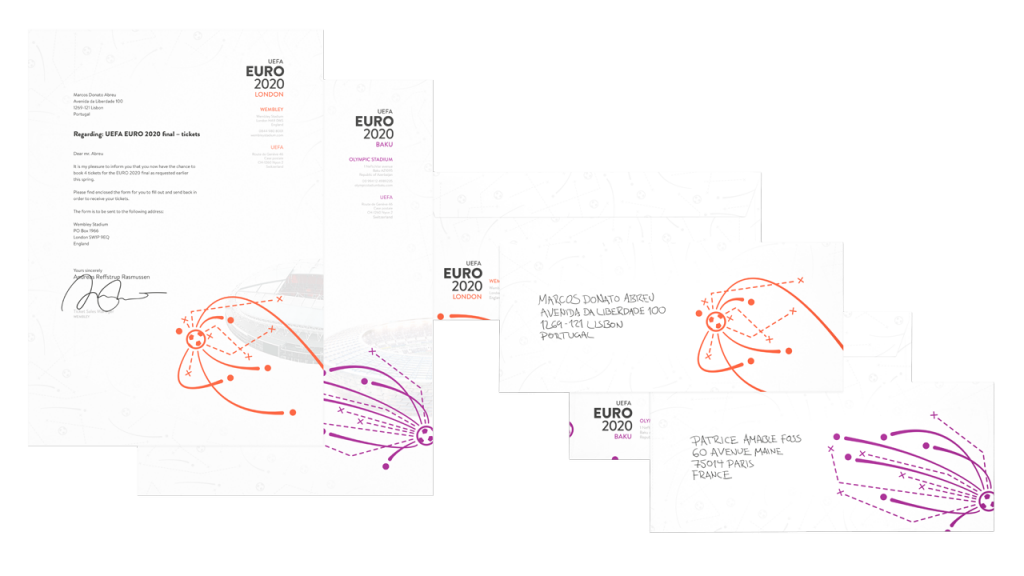 UEFA
EURO
2020
LONDON
WEMBLEY
UEFA
Marcos Donato Abreu
Avenida da Liberdade 100
1269-121 Lisbon
Portugal
Regarding: UEFA EURO 2020 final – tickets
Dear mr. Abreu
It is my pleasure to inform you that you now have the chance to
book 4 tickets for the EURO 2020 final as requested earlier
this spring.
Please find enclosed the form for you to fill out and send back in
order to receive your tickets.
The form is to be sent to the following address:
Wembley Stadium
PO Box 1966
London SW1P 9EQ
England
Yours sincerely
Andreas Reffstrup Rasmussen
UEFA
EURO
2020
BAKU
OLYMPIC STADIUM
UEFA
UEFA
EURO
2020
LONDON
MARCOS DONATO ABREU
AVENIDA DA LIBERDADE 100
1269-121 LISBON
PORTUGAL
UEFA
EURO
2020
BAKU
PATRICE AMABLE FOSS
60 AVENUE MAINE
75014 PARIS
FRANCE